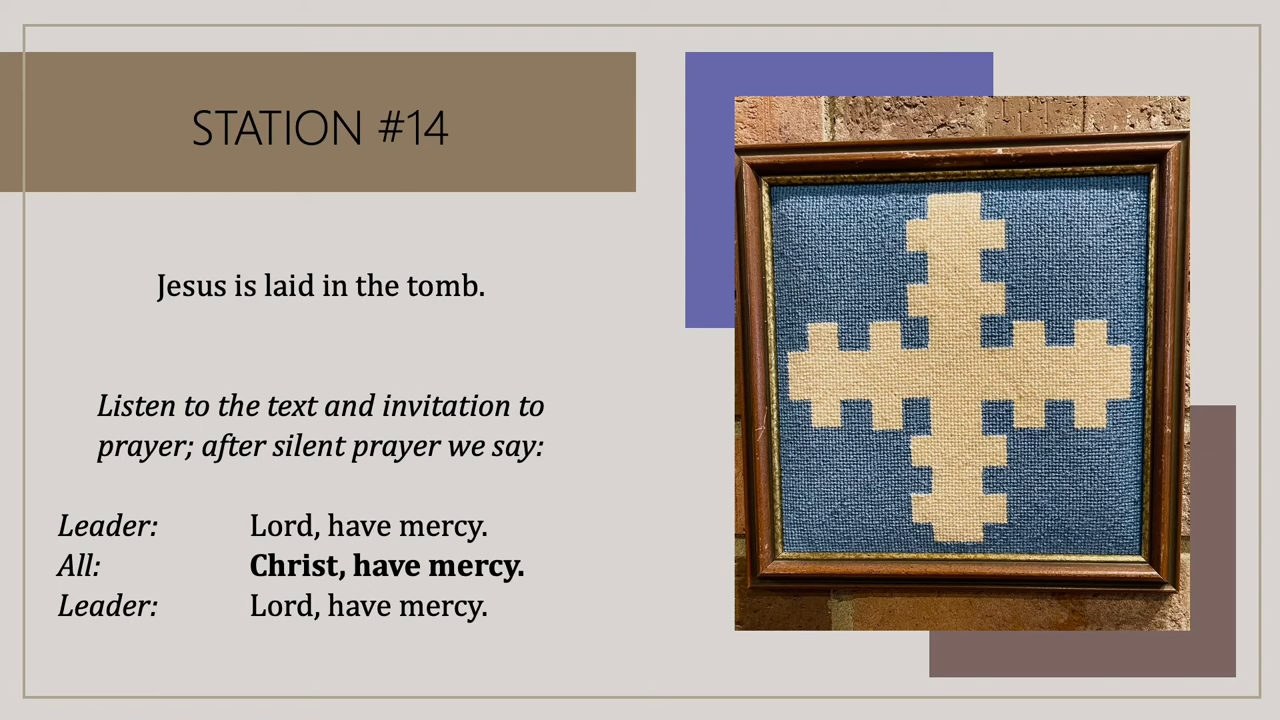 STATION #14
Jesus is laid in the tomb.
Listen to the text and invitation to
prayer; after silent prayer we say:
Leader: Lord, have mercy.
All: Christ, have mercy.
Leader: Lord, have mercy.